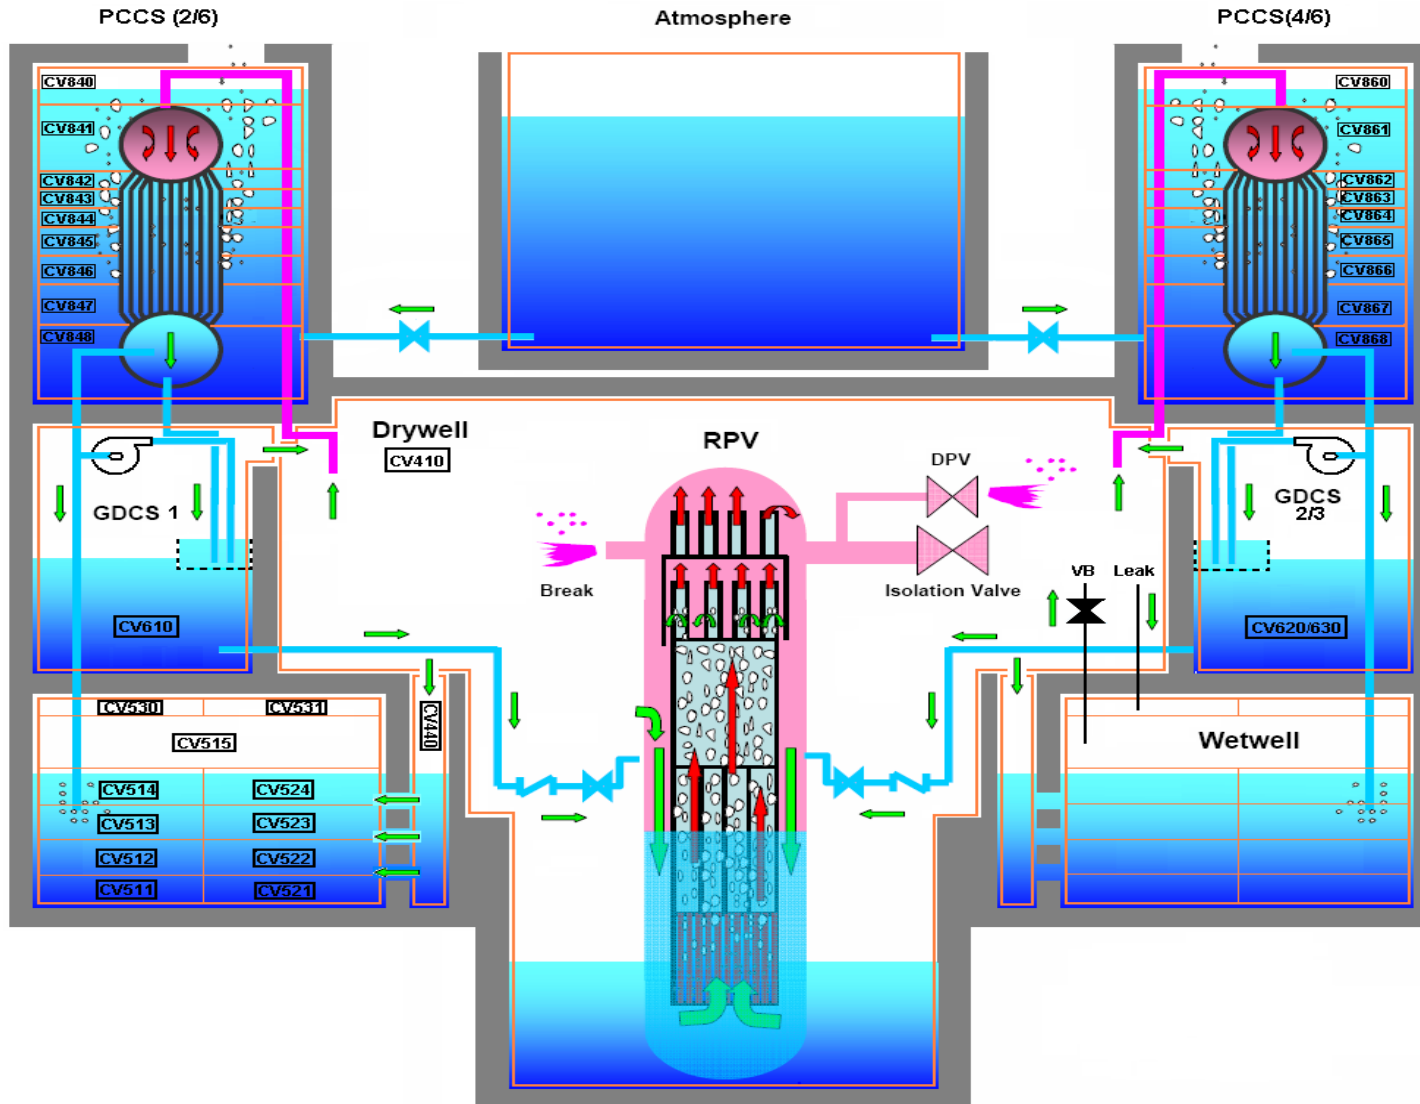 PCCS (2/6)
Atmosphere
PCCS(4/6)
CV840
CV841
CV842
CV843
CV844
CV845
CV846
CV847
CV848
CV860
CV861
CV862
CV863
CV864
CV865
CV866
CV867
CV868
Drywell
CV410
RPV
DPV
GDCS 1
GDCS
2/3
Break
Isolation Valve
VB
Leak
CV610
CV620/630
CV530
CV531
CV515
CV440
Wetwell
CV514
CV524
CV513
CV523
CV512
CV522
CV511
CV521